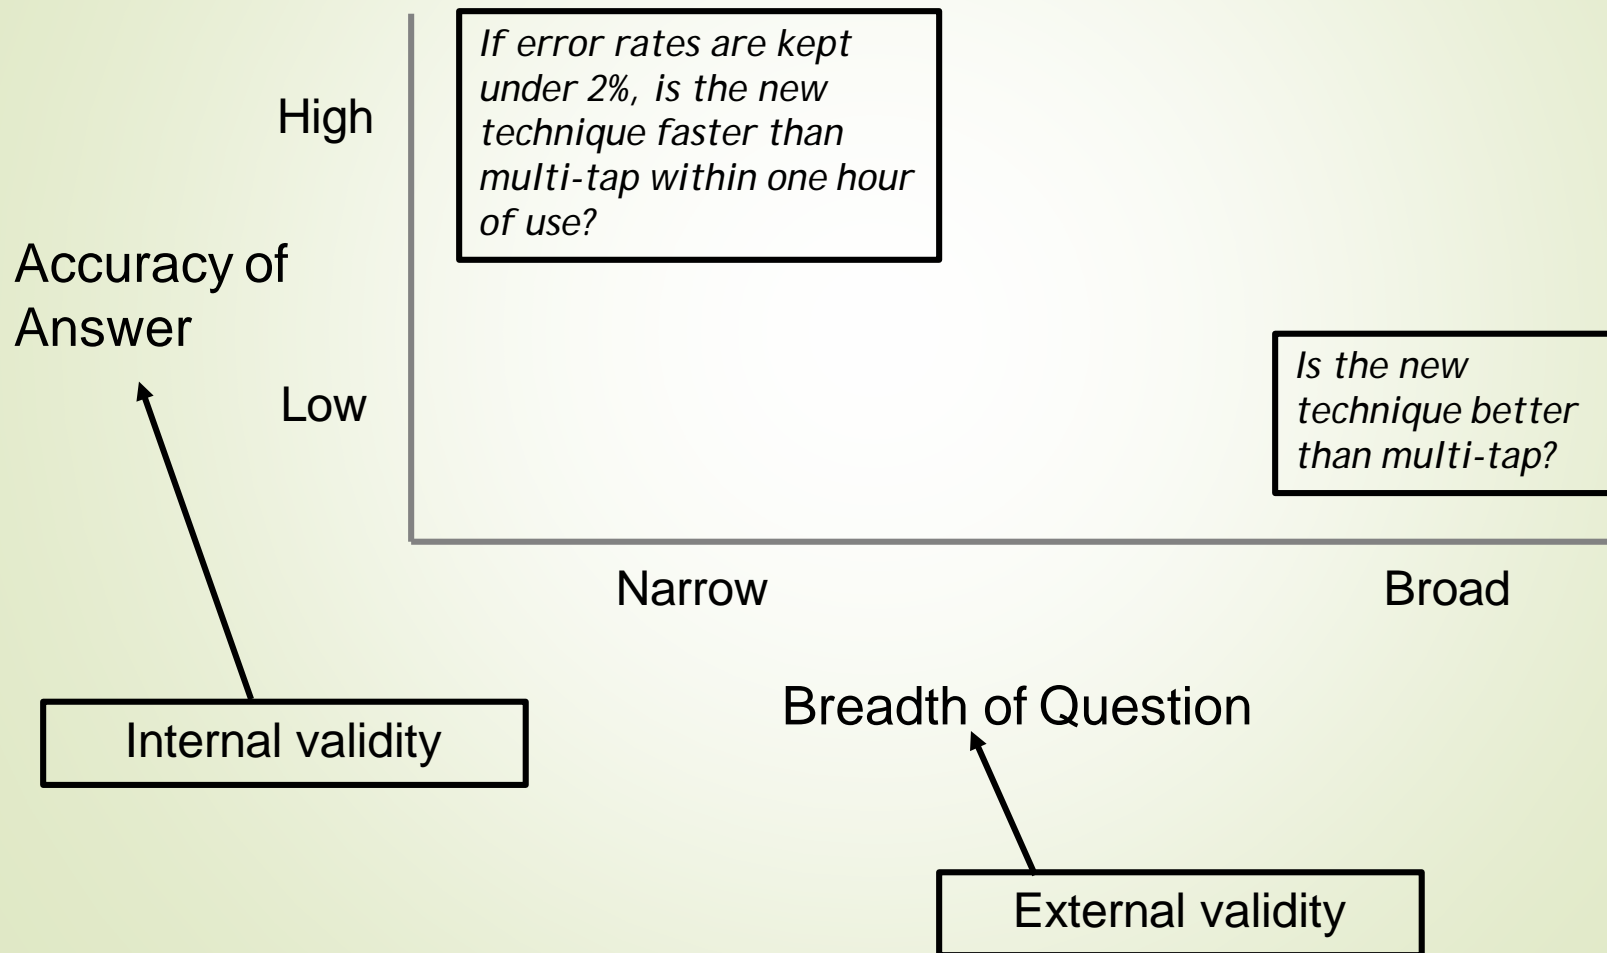 If error rates are kept
under 2%, is the new
technique faster than
multi-tap within one hour
of use?
High
Accuracy of
Answer
Low
Is the new
technique better
than multi-tap?
Narrow
Broad
Breadth of Question
Internal validity
External validity